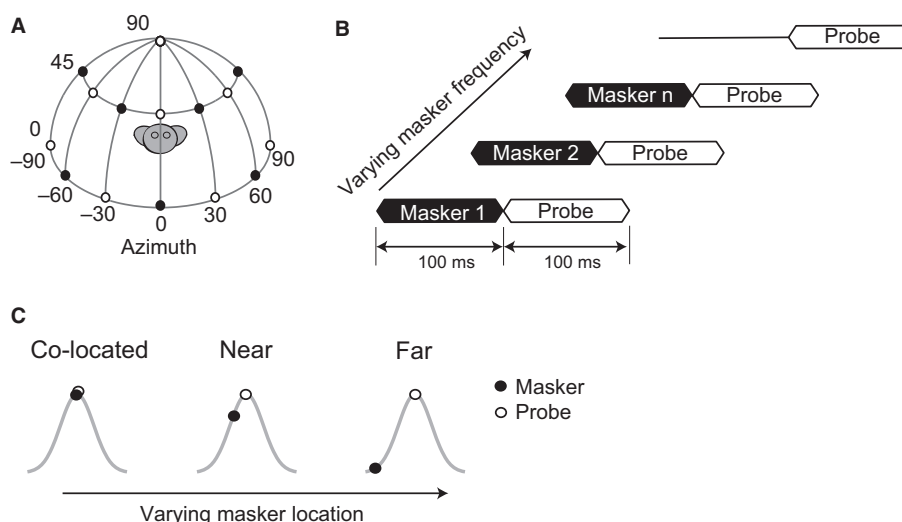 A
90
45
0
–90
90
–60
60
–30
30
0
Azimuth
B
Varying masker frequency
Probe
Masker n Probe
Masker 2 Probe
Masker 1 Probe
100 ms 100 ms
C
Co-located Near Far
Masker
Probe
Varying masker location